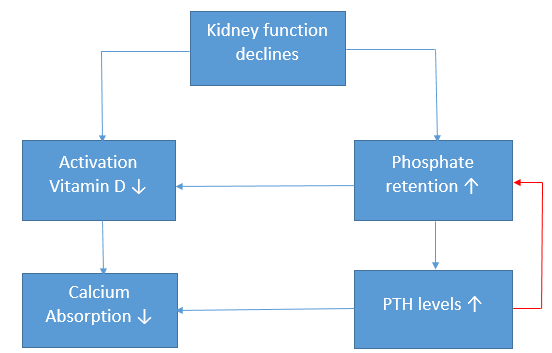 Kidney function
declines
Activation
Vitamin D ↓
Phosphate
retention ↑
Calcium
Absorption ↓
PTH levels ↑